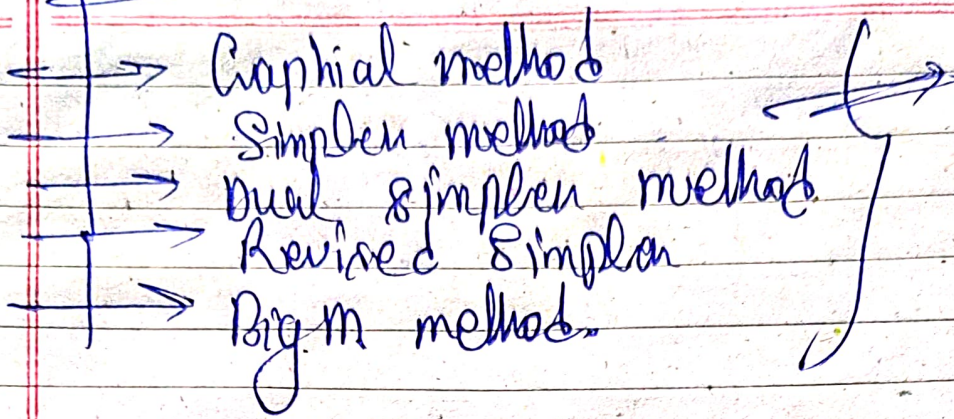 Graphial method
Simplex method
Dual simplex method
Revised Simplex
Big.m method.